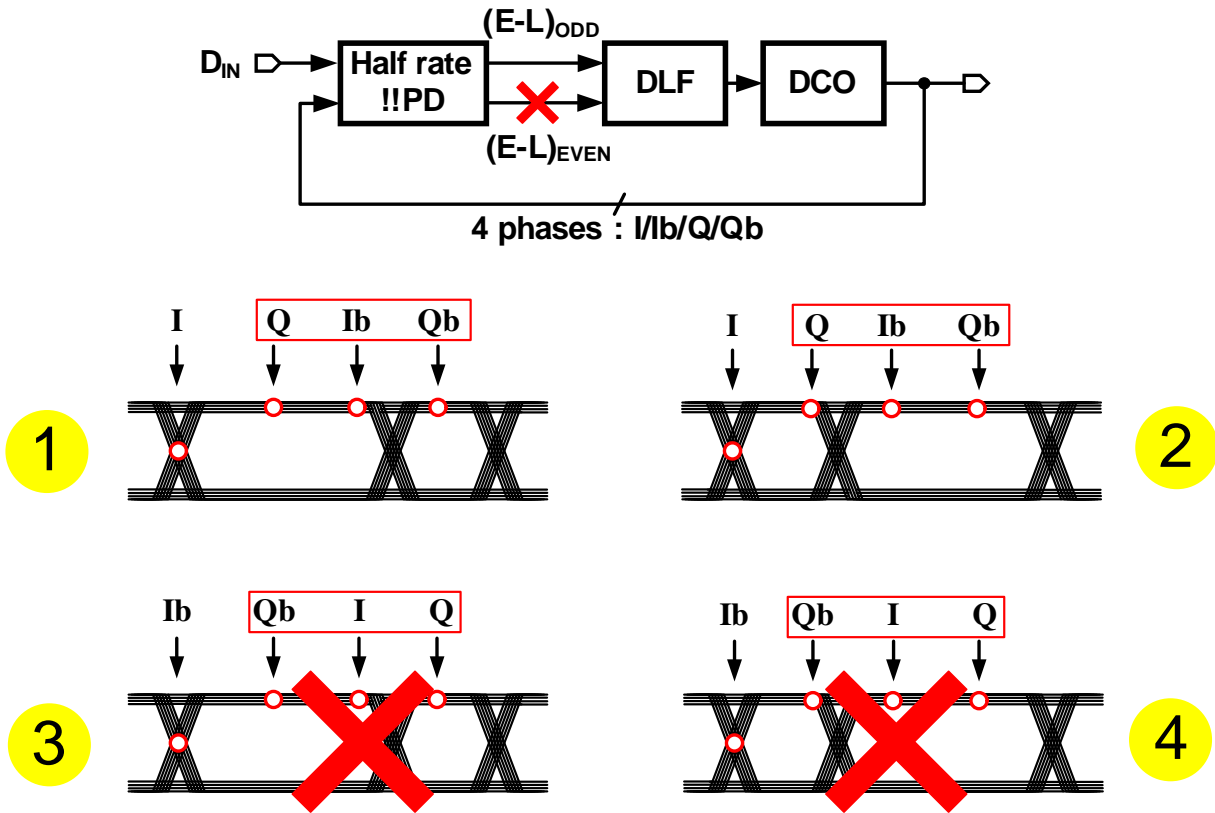 (E-L)ODD
DIN
Half rate
!!PD
DLF
DCO
(E-L)EVEN
4 phases : I/Ib/Q/Qb
I Q Ib Qb
I Q Ib Qb
1
2
Ib Qb I Q
Ib Qb I Q
3
4